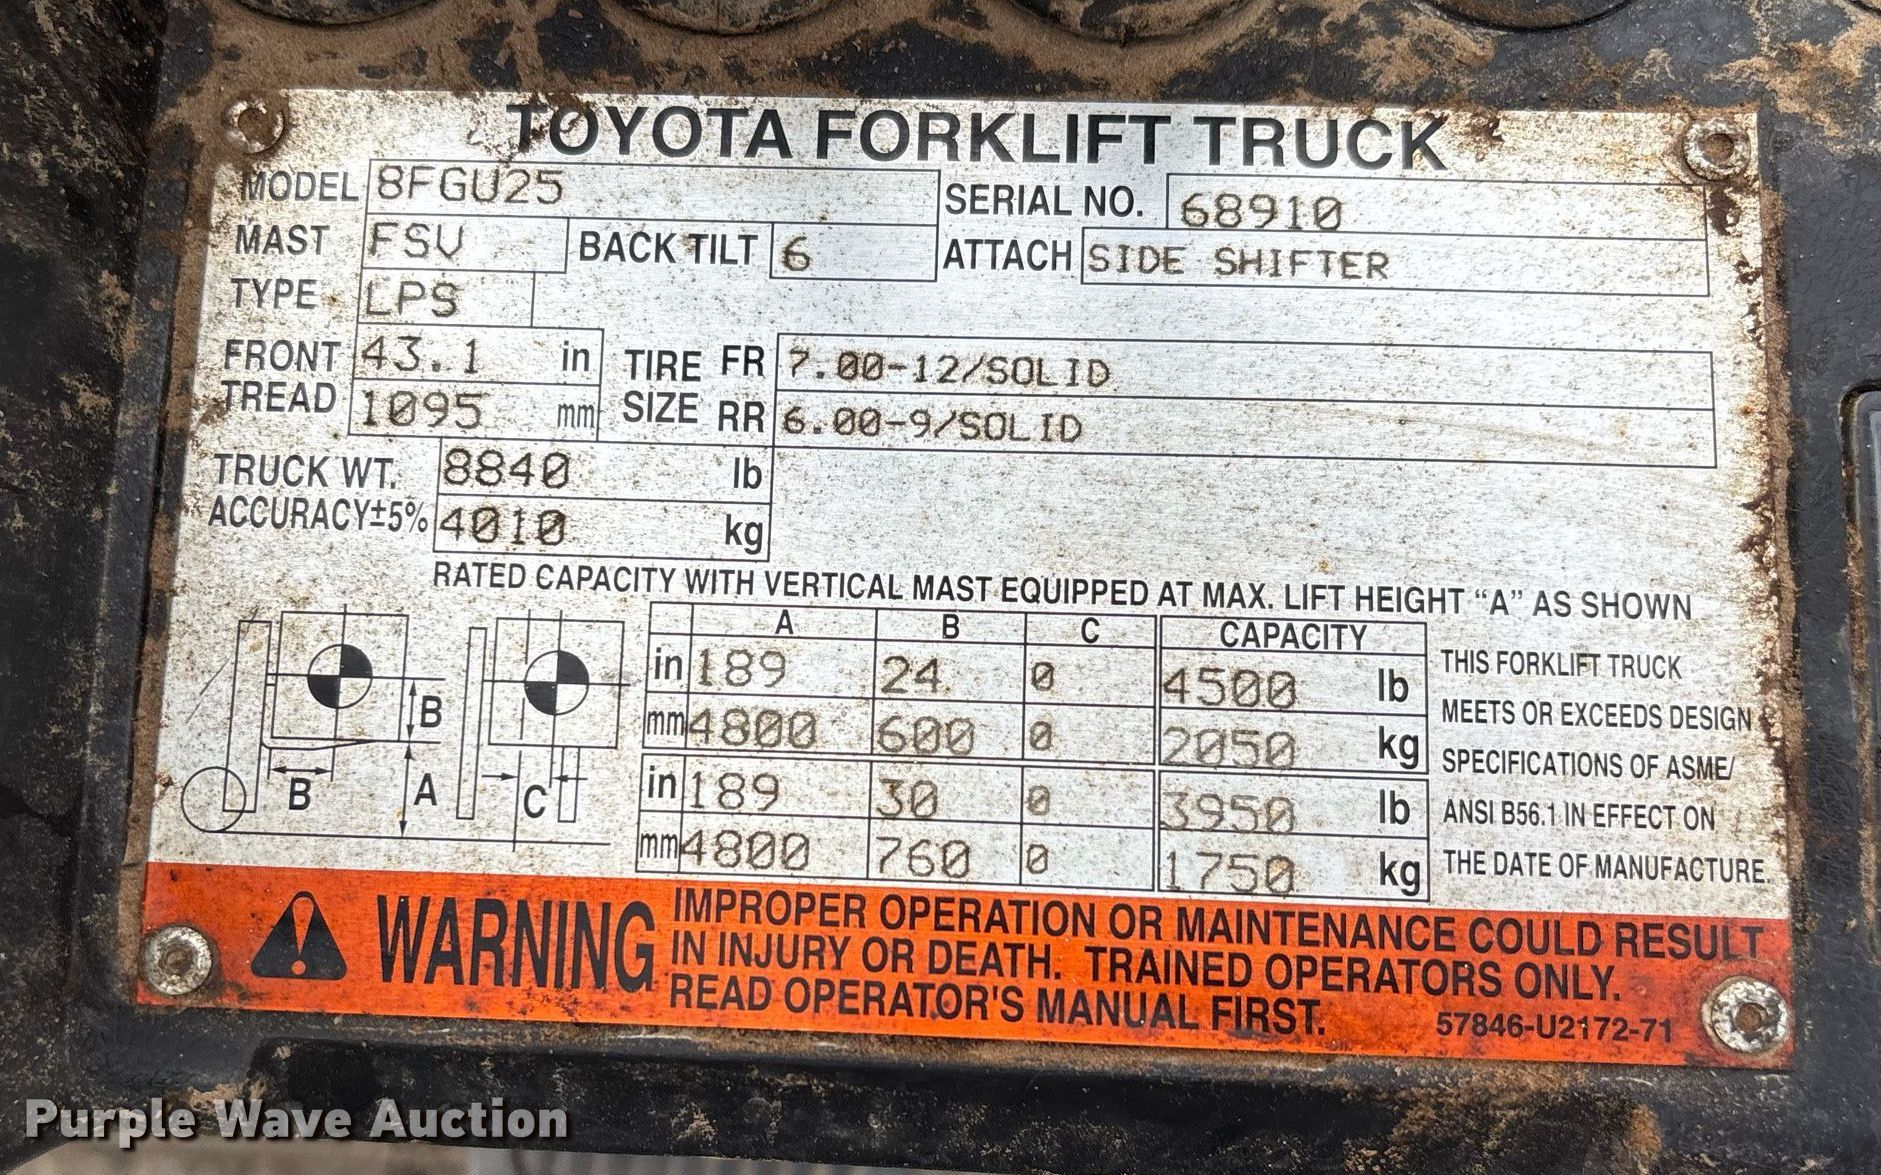 TOYOTA FORKLIFT TRUCK
MODEL 8FGU25 SERIAL NO. 68910
MAST FSV BACK TILT 6 ATTACH SIDE SHIFTER
TYPE LPS
FRONT TREAD 43.1 in TIRE SIZE FR 7.00-12/SOLID
1095 mm RR 6.00-9/SOLID
TRUCK WT. 8840 lb
ACCURACY±5% 4010 kg
RATED CAPACITY WITH VERTICAL MAST EQUIPPED AT MAX. LIFT HEIGHT “A” AS SHOWN
A B C CAPACITY
in 189 24 0 4500 lb
mm 4800 600 0 2050 kg
in 189 30 0 3950 lb
mm 4800 760 0 1750 kg
B
B A C
THIS FORKLIFT TRUCK
MEETS OR EXCEEDS DESIGN
SPECIFICATIONS OF ASME/
ANSI B56.1 IN EFFECT ON
THE DATE OF MANUFACTURE.
WARNING
IMPROPER OPERATION OR MAINTENANCE COULD RESULT
IN INJURY OR DEATH. TRAINED OPERATORS ONLY.
READ OPERATOR'S MANUAL FIRST.
57846-U2172-71
Purple Wave Auction